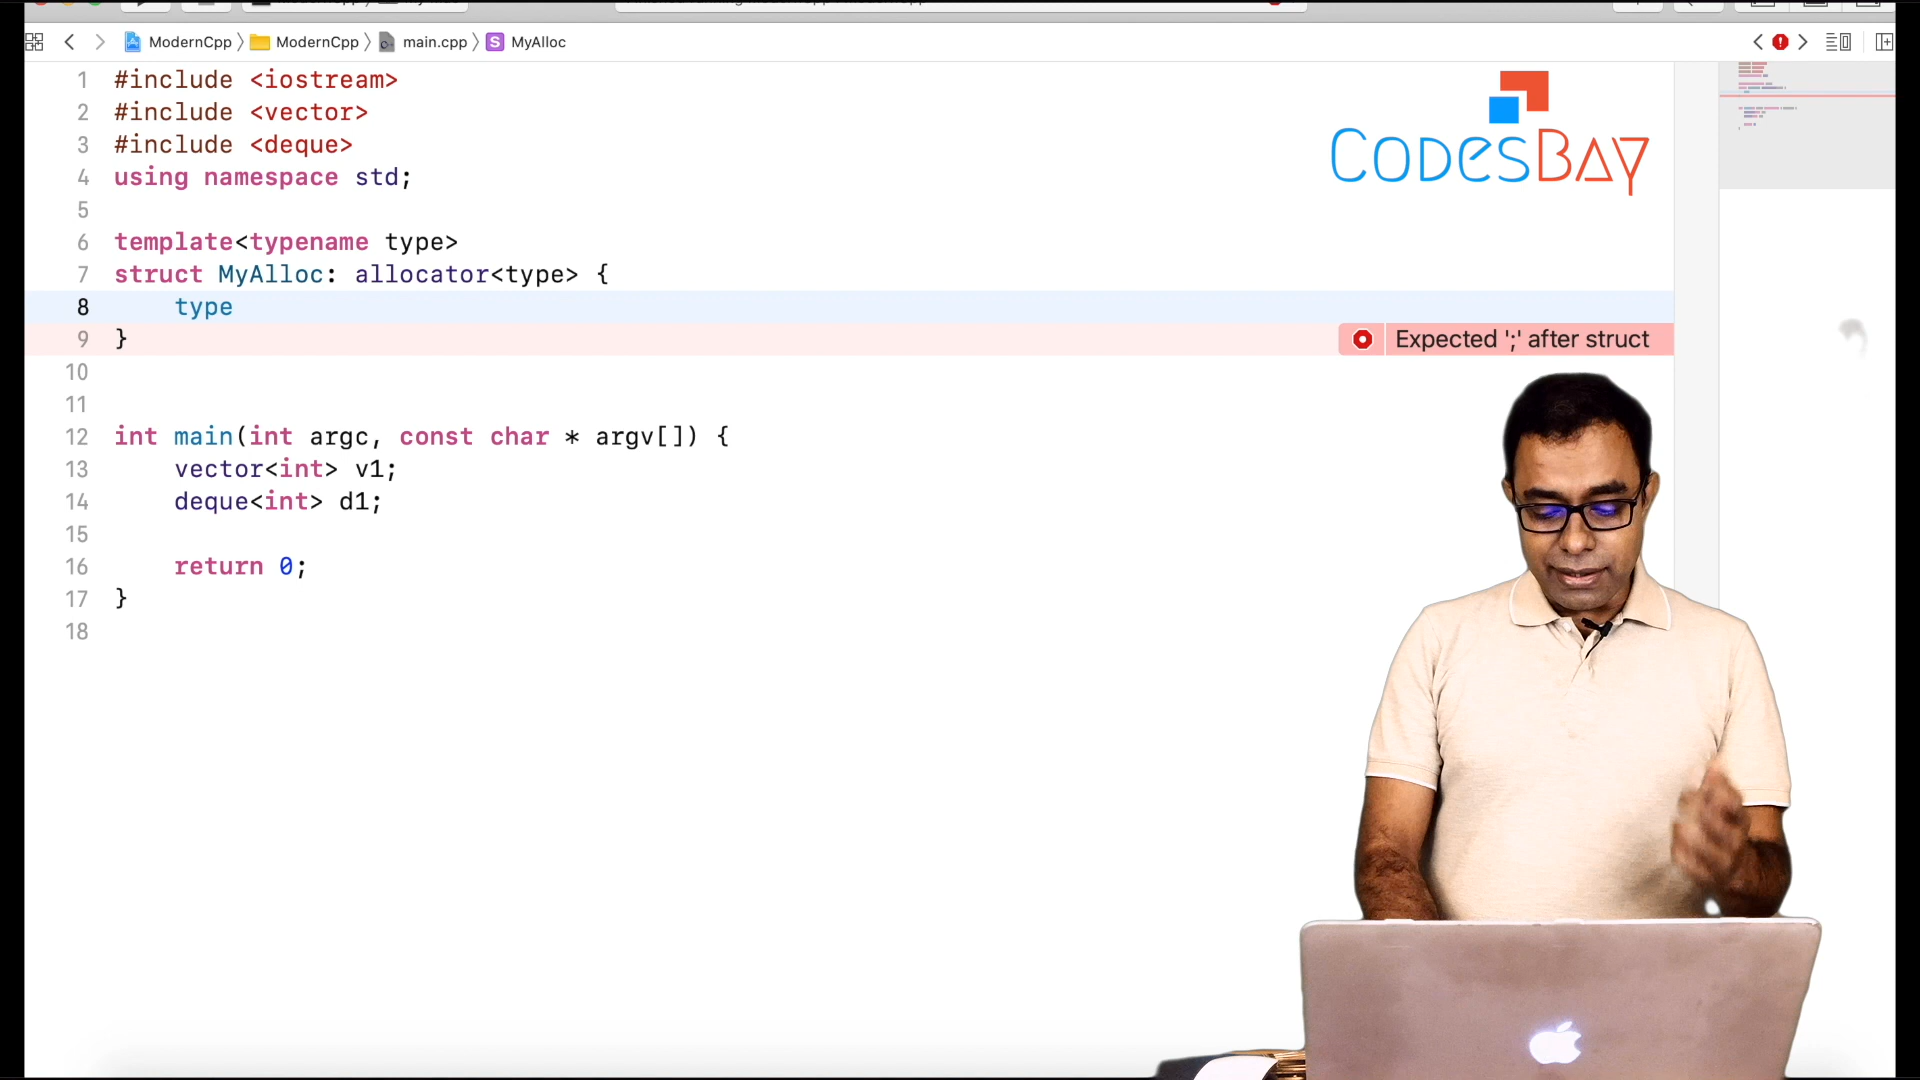 ModernCpp 〉 ModernCpp 〉 main.cpp 〉 S MyAlloc
1 #include <iostream>
2 #include <vector>
3 #include <deque>
4 using namespace std;
5
6 template<typename type>
7 struct MyAlloc: allocator<type> {
8     type
9 }
Expected ';' after struct
10
11
12 int main(int argc, const char * argv[]) {
13     vector<int> v1;
14     deque<int> d1;
15
16     return 0;
17 }
18
CODESBAY